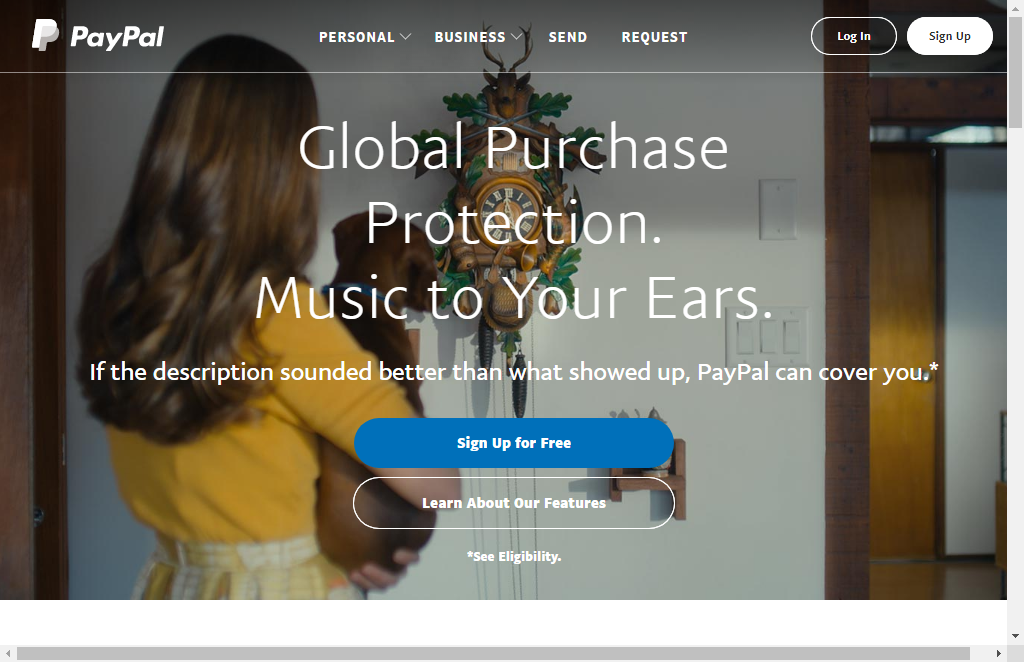 PayPal
PERSONAL
BUSINESS
SEND
REQUEST
Log In
Sign Up
Global Purchase
Protection.
Music to Your Ears.
If the description sounded better than what showed up, PayPal can cover you.*
Sign Up for Free
Learn About Our Features
*See Eligibility.